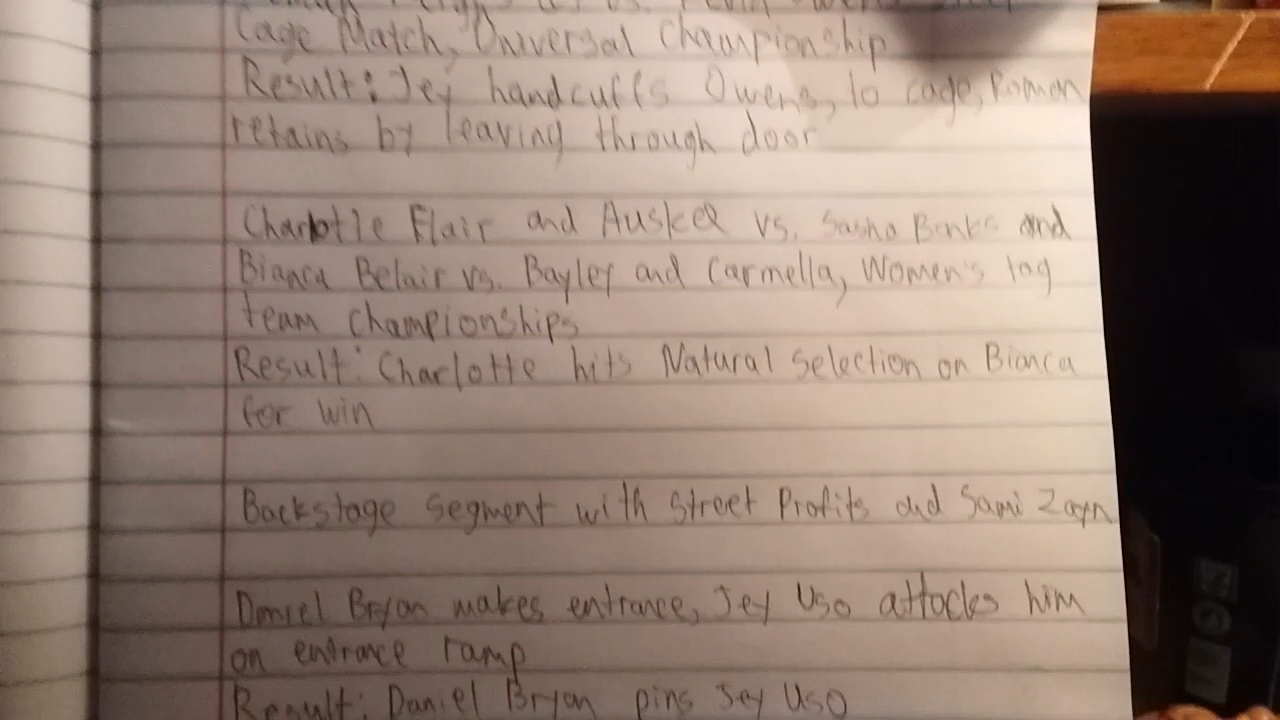 vs.
Cage Match, Universal Championship
Result: Jey handcuffs Owens, to cage, Roman
retains by leaving through door
Charlotte Flair and Auskea vs. Sasha Banks and
Bianca Belair vs. Bayley and Carmella, Women's tag
team championships
Result: Charlotte hits Natural Selection on Bianca
for win
Backstage segment with Street Profits and Sami Zayn
Daniel Bryan makes entrance, Jey Uso attacks him
on entrance ramp
Result: Daniel Bryan pins Jey Uso